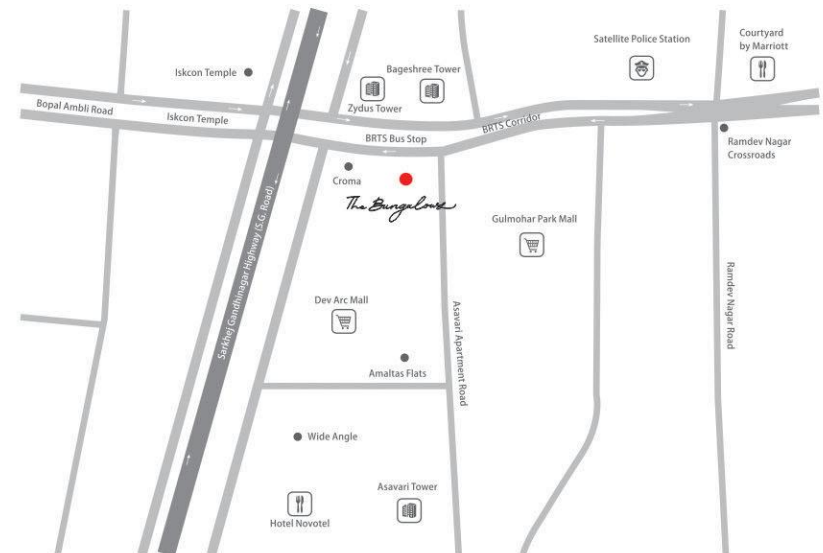 Satellite Police Station
Courtyard
by Marriott
Iskcon Temple
Bageshree Tower
Zydus Tower
Bopal Ambli Road
Iskcon Temple
BRTS Bus Stop
BRTS Corridor
Ramdev Nagar
Crossroads
Croma
The Bungalows
Sarkhej Gandhinagar Highway (S.G. Road)
Gulmohar Park Mall
Dev Arc Mall
Asavari Apartment Road
Ramdev Nagar Road
Amaltas Flats
Wide Angle
Asavari Tower
Hotel Novotel